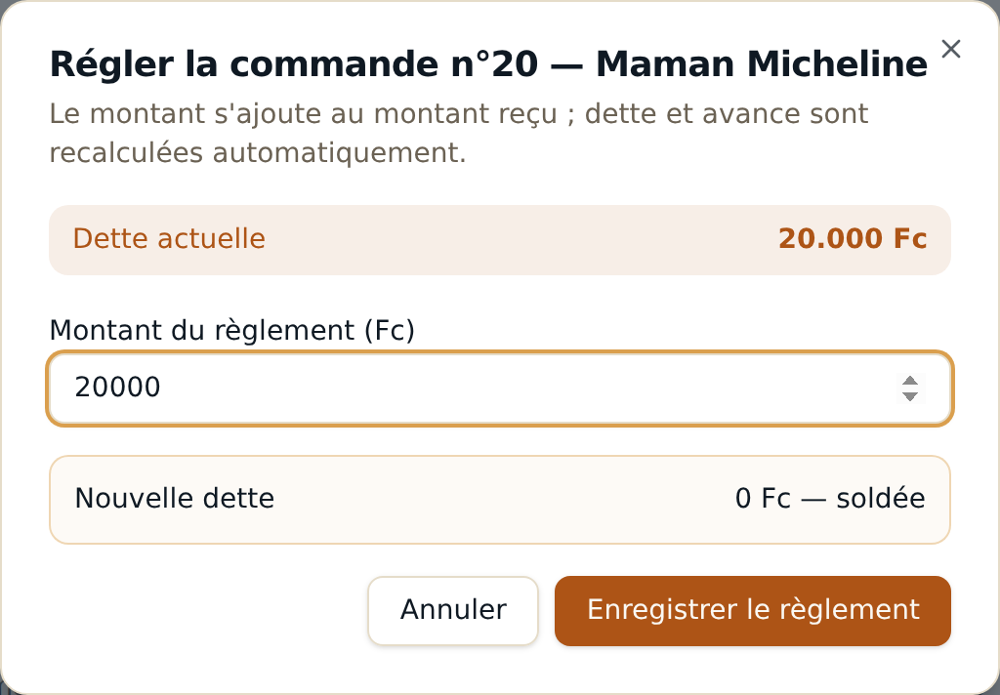 Régler la commande n°20 — Maman Micheline
Le montant s'ajoute au montant reçu ; dette et avance sont
recalculées automatiquement.
Dette actuelle 20.000 Fc
Montant du règlement (Fc)
20000
Nouvelle dette 0 Fc — soldée
Annuler Enregistrer le règlement